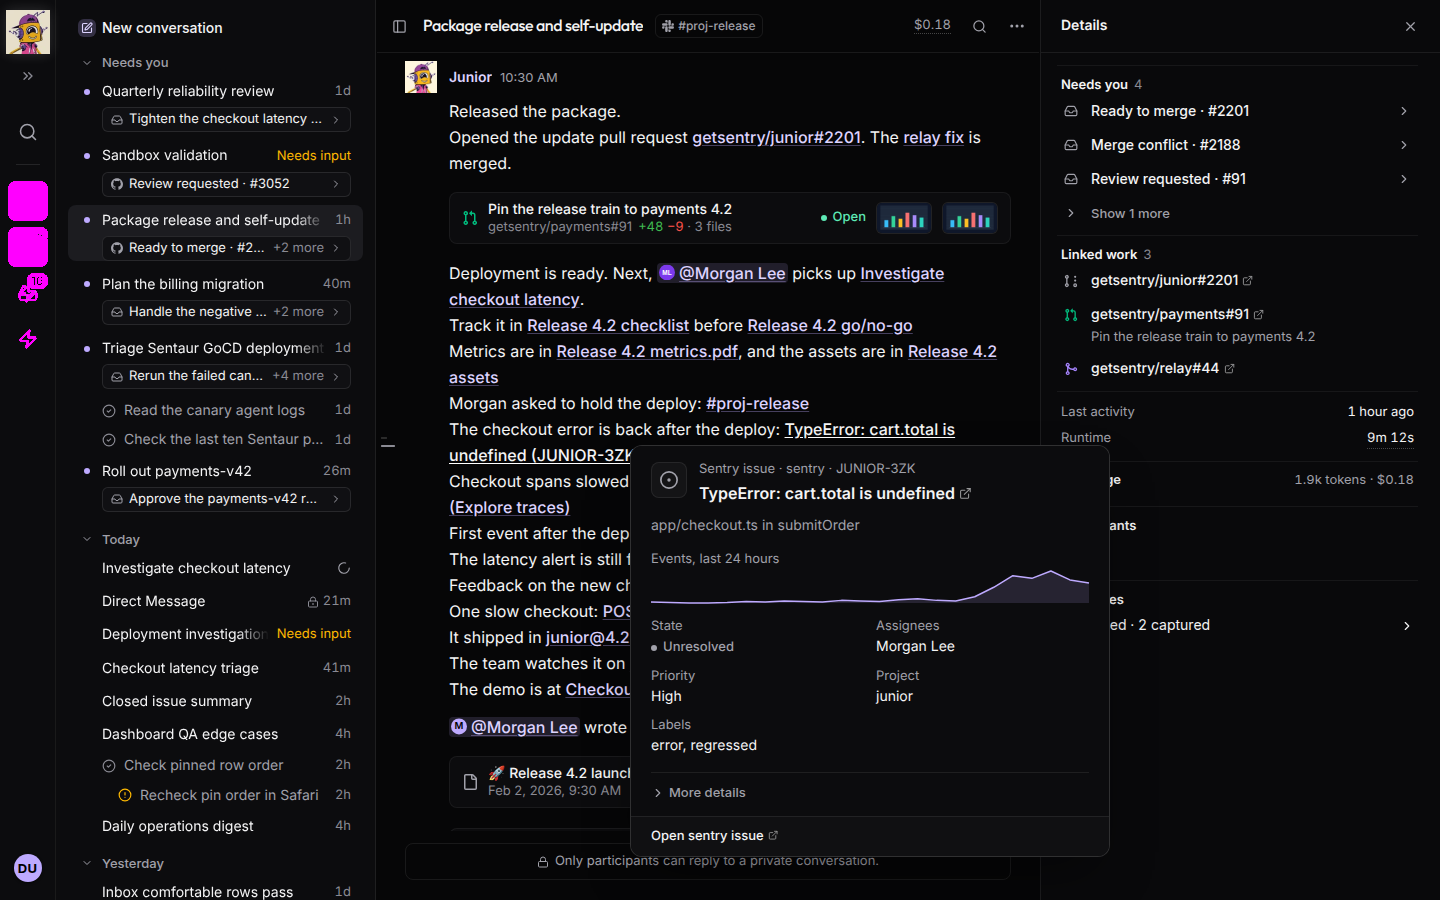 New conversation
Needs you
Quarterly reliability review 1d
Tighten the checkout latency ...
Sandbox validation Needs input
Review requested · #3052
Package release and self-update 1h
Ready to merge · #2... +2 more
Plan the billing migration 40m
Handle the negative ... +2 more
Triage Sentaur GoCD deployment 1d
Rerun the failed can... +4 more
Read the canary agent logs 1d
Check the last ten Sentaur p... 1d
Roll out payments-v42 26m
Approve the payments-v42 r...
Today
Investigate checkout latency
Direct Message 21m
Deployment investigation Needs input
Checkout latency triage 41m
Closed issue summary 2h
Dashboard QA edge cases 4h
Check pinned row order 2h
Recheck pin order in Safari 2h
Daily operations digest 4h
Yesterday
Inbox comfortable rows pass 1d
DU
Package release and self-update #proj-release $0.18
Junior 10:30 AM
Released the package.
Opened the update pull request getsentry/junior#2201. The relay fix is
merged.
Pin the release train to payments 4.2
getsentry/payments#91 +48 −9 · 3 files
Open
Deployment is ready. Next, ML @Morgan Lee picks up Investigate
checkout latency.
Track it in Release 4.2 checklist before Release 4.2 go/no-go
Metrics are in Release 4.2 metrics.pdf, and the assets are in Release 4.2
assets
Morgan asked to hold the deploy: #proj-release
The checkout error is back after the deploy: TypeError: cart.total is
undefined (JUNIOR-3ZK
Checkout spans slowed
(Explore traces)
First event after the dep
The latency alert is still f
Feedback on the new ch
One slow checkout: POS
It shipped in junior@4.2
The team watches it on
The demo is at Checkou
M @Morgan Lee wrote
🚀 Release 4.2 launch
Feb 2, 2026, 9:30 AM
Only participants can reply to a private conversation.
Sentry issue · sentry · JUNIOR-3ZK
TypeError: cart.total is undefined
app/checkout.ts in submitOrder
Events, last 24 hours
State
Unresolved
Assignees
Morgan Lee
Priority
High
Project
junior
Labels
error, regressed
More details
Open sentry issue
Details
Needs you 4
Ready to merge · #2201
Merge conflict · #2188
Review requested · #91
Show 1 more
Linked work 3
getsentry/junior#2201
getsentry/payments#91
Pin the release train to payments 4.2
getsentry/relay#44
Last activity 1 hour ago
Runtime 9m 12s
ge 1.9k tokens · $0.18
ants
es
ed · 2 captured